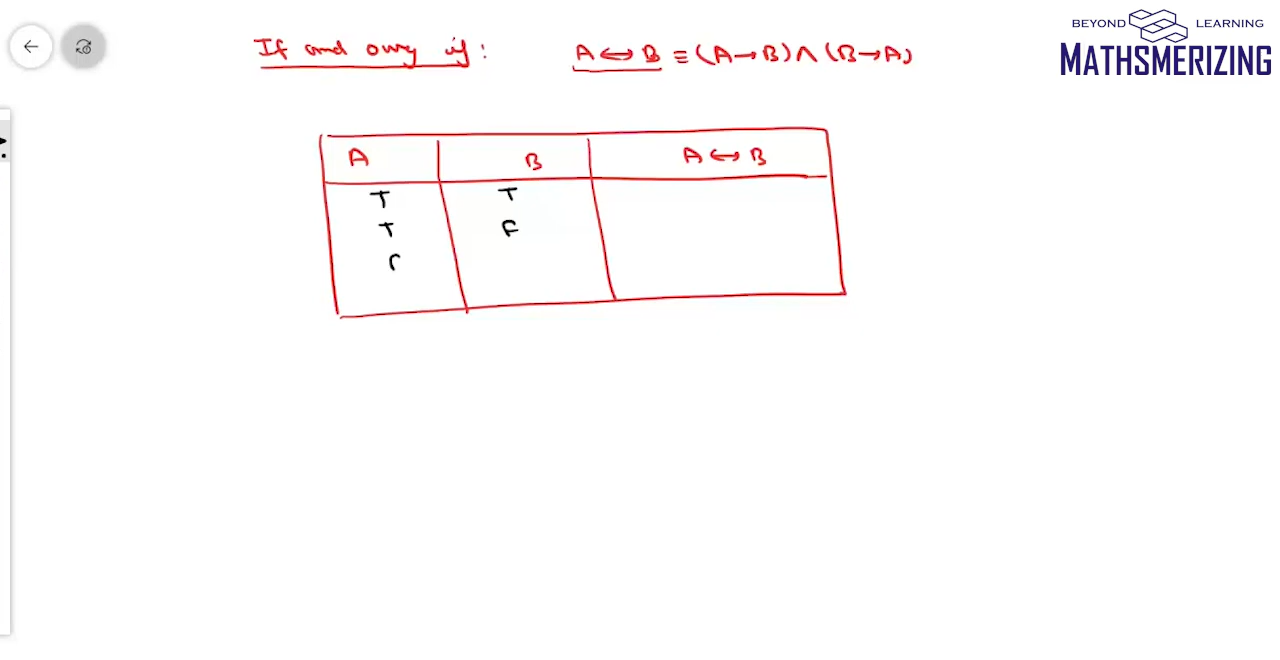 BEYOND LEARNING
MATHSMERIZING
If and only if : A ↔ B ≡ (A→B) ∧ (B→A)
A B A ↔ B
T T
T F